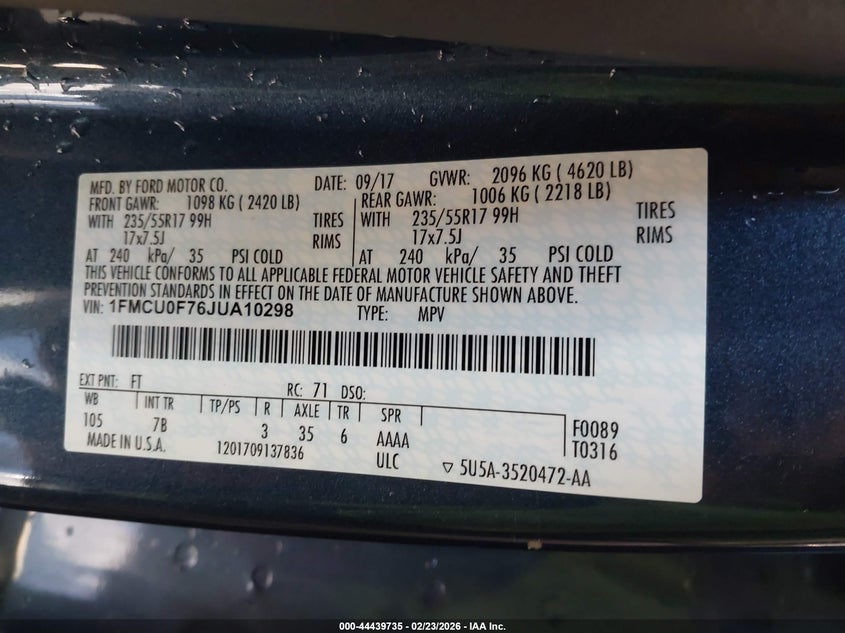 MFD. BY FORD MOTOR CO. DATE: 09/17 GVWR: 2096 KG ( 4620 LB)
FRONT GAWR: 1098 KG ( 2420 LB) REAR GAWR: 1006 KG ( 2218 LB)
WITH 235/55R17 99H TIRES WITH 235/55R17 99H TIRES
17x7.5J RIMS 17x7.5J RIMS
AT 240 kPa/ 35 PSI COLD AT 240 kPa/ 35 PSI COLD
THIS VEHICLE CONFORMS TO ALL APPLICABLE FEDERAL MOTOR VEHICLE SAFETY AND THEFT
PREVENTION STANDARDS IN EFFECT ON THE DATE OF MANUFACTURE SHOWN ABOVE.
VIN: 1FMCU0F76JUA10298 TYPE: MPV
EXT PNT: FT RC: 71 DSO:
WB INT TR TP/PS R AXLE TR SPR F0089
105 7B 3 35 6 AAAA T0316
MADE IN U.S.A. 1201709137836 ULC ▽ 5U5A-3520472-AA
000-44439735 - 02/23/2026 - IAA Inc.